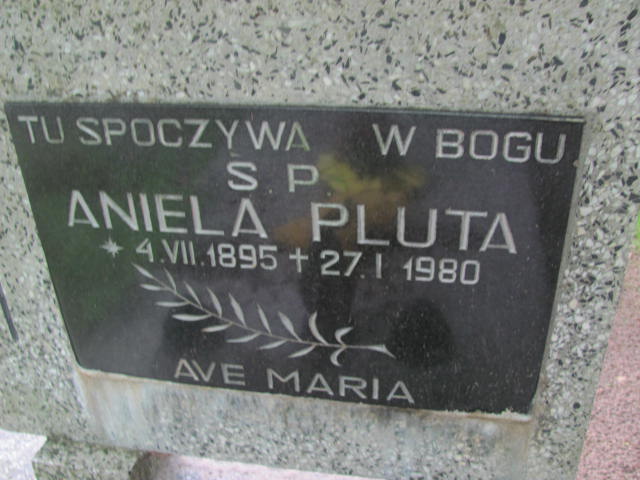 TU SPOCZYWA W BOGU
Ś P
ANIELA PLUTA
* 4.VII.1895 + 27.I 1980
AVE MARIA